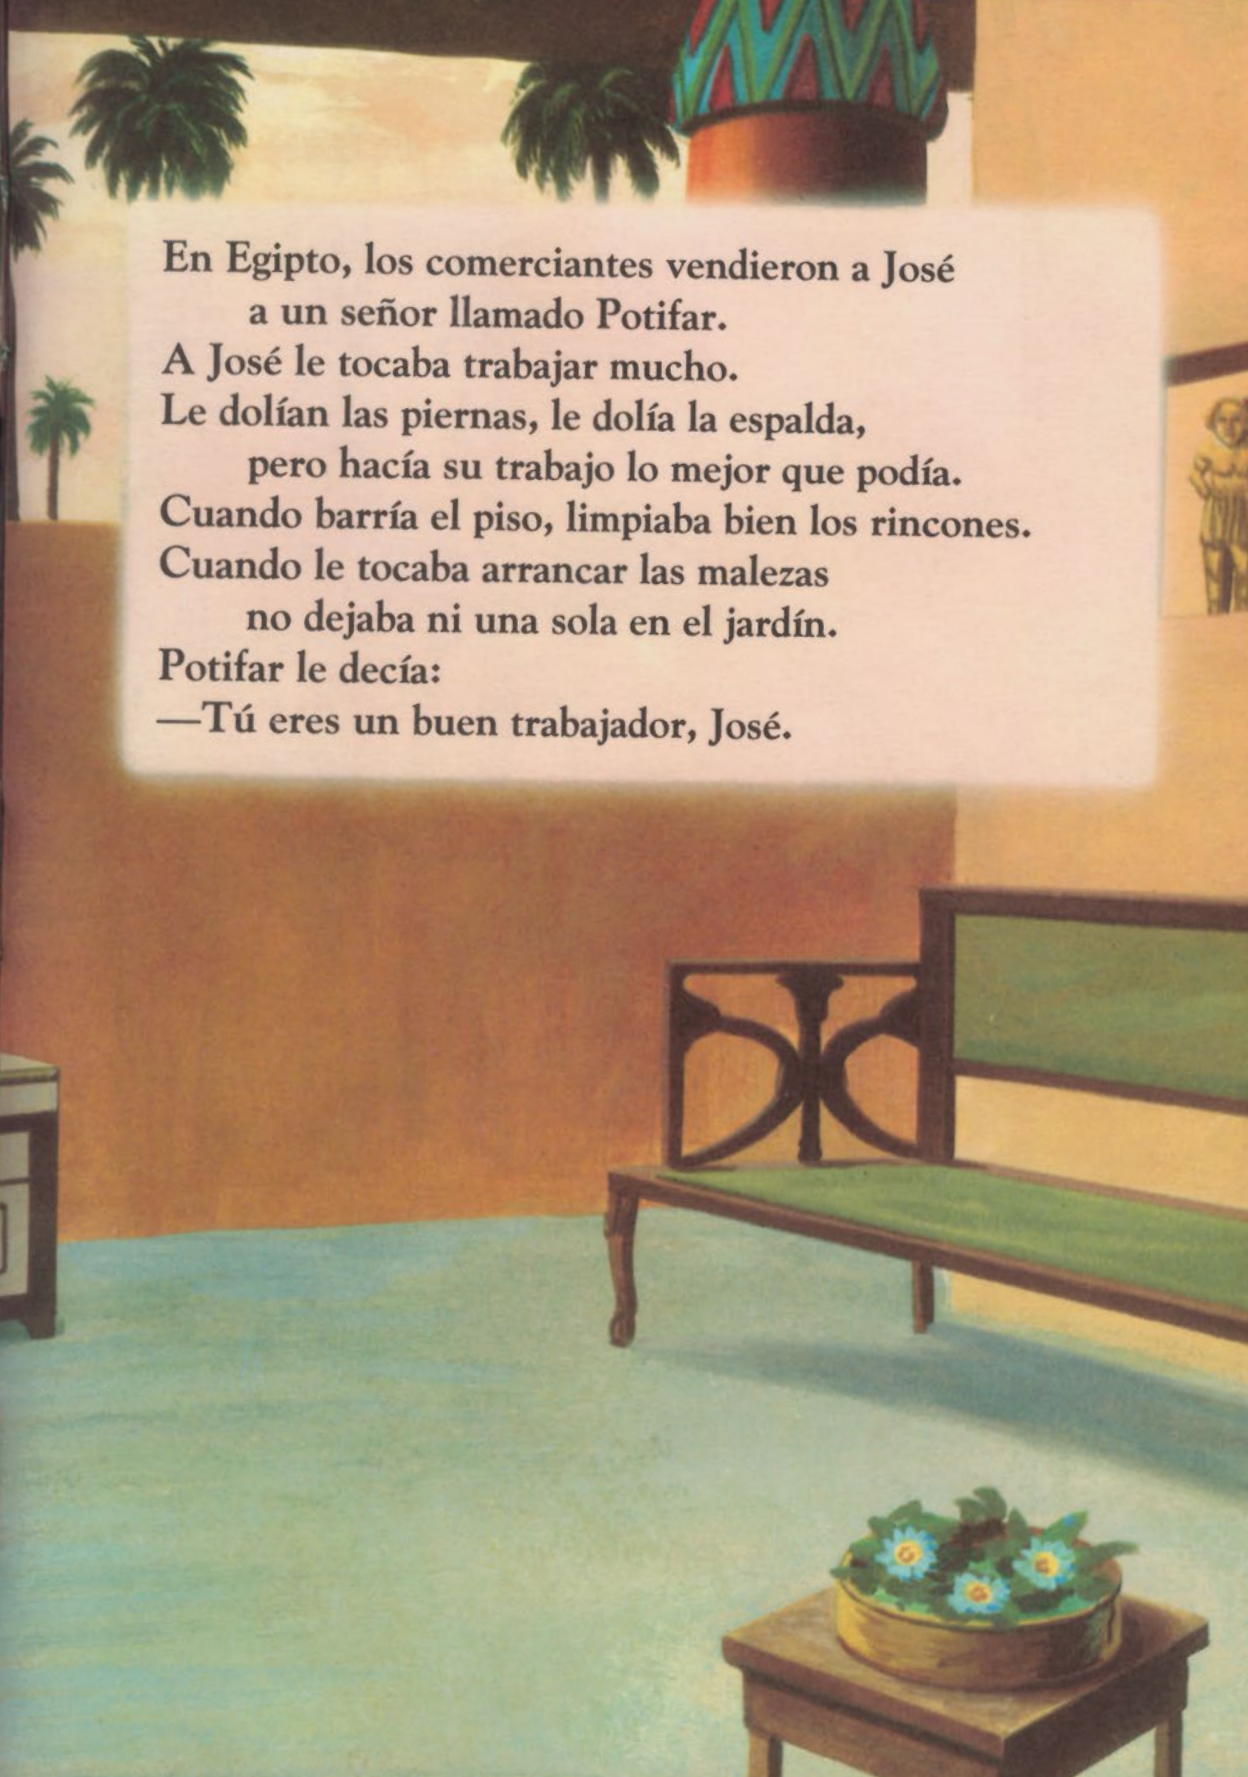 En Egipto, los comerciantes vendieron a José
a un señor llamado Potifar.
A José le tocaba trabajar mucho.
Le dolían las piernas, le dolía la espalda,
pero hacía su trabajo lo mejor que podía.
Cuando barría el piso, limpiaba bien los rincones.
Cuando le tocaba arrancar las malezas
no dejaba ni una sola en el jardín.
Potifar le decía:
—Tú eres un buen trabajador, José.